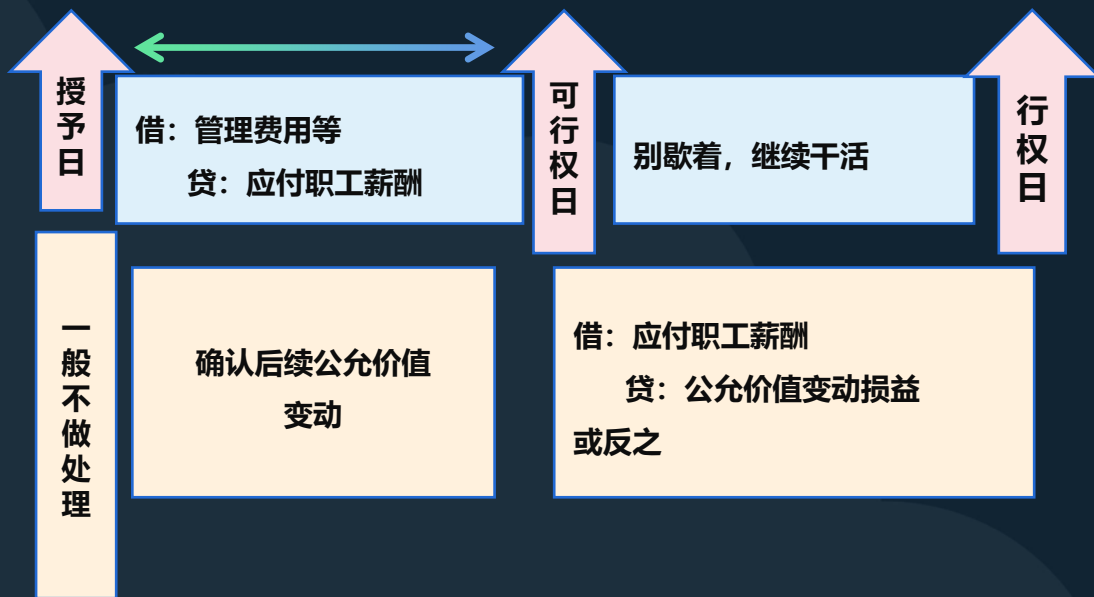 授予日
借：管理费用等
贷：应付职工薪酬
可行权日
别歇着，继续干活
行权日
一般不做处理
确认后续公允价值
变动
借：应付职工薪酬
贷：公允价值变动损益
或反之